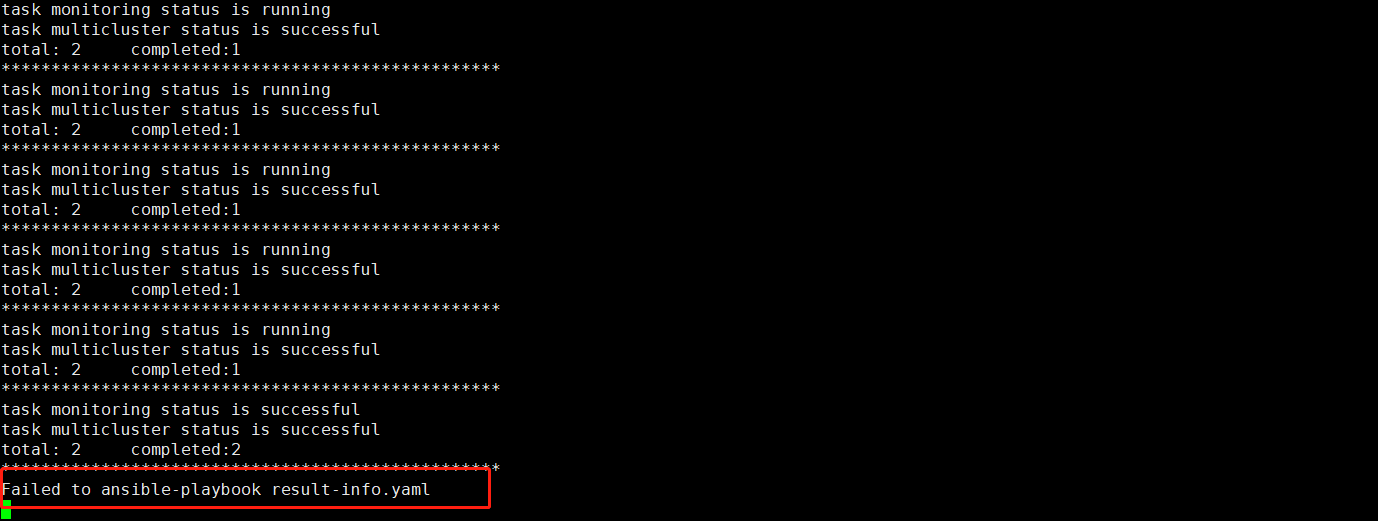 task monitoring status is running
task multicluster status is successful
total: 2     completed:1
**************************************************
task monitoring status is running
task multicluster status is successful
total: 2     completed:1
**************************************************
task monitoring status is running
task multicluster status is successful
total: 2     completed:1
**************************************************
task monitoring status is running
task multicluster status is successful
total: 2     completed:1
**************************************************
task monitoring status is running
task multicluster status is successful
total: 2     completed:1
**************************************************
task monitoring status is successful
task multicluster status is successful
total: 2     completed:2
**************************************************
Failed to ansible-playbook result-info.yaml